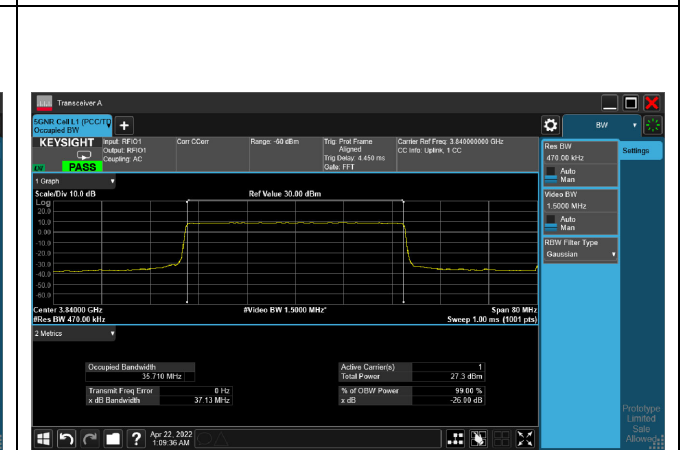 Transceiver A
5GNR Cell L1 (PCC/TD
Occupied BW
KEYSIGHT
PASS
Input: RFIO1
Output: RFIO1
Coupling: AC
Corr CCorr
Range: -60 dBm
Trig: Prot Frame
Aligned
Trig Delay: 4.450 ms
Gate: FFT
Carrier Ref Freq: 3.840000000 GHz
CC Info: Uplink, 1 CC
BW
Settings
Res BW
470.00 kHz
Auto
Man
Video BW
1.5000 MHz
Auto
Man
RBW Filter Type
Gaussian
1 Graph
Scale/Div 10.0 dB
Ref Value 30.00 dBm
Log
20.0
10.0
0.00
-10.0
-20.0
-30.0
-40.0
-50.0
-60.0
Center 3.84000 GHz
#Video BW 1.5000 MHz*
Span 80 MHz
#Res BW 470.00 kHz
Sweep 1.00 ms (1001 pts)
2 Metrics
Occupied Bandwidth
35.710 MHz
Transmit Freq Error 0 Hz
x dB Bandwidth 37.13 MHz
Active Carrier(s) 1
Total Power 27.3 dBm
% of OBW Power 99.00 %
x dB -26.00 dB
Prototype
Limited
Sale
Allowed
Apr 22, 2022
1:09:36 AM